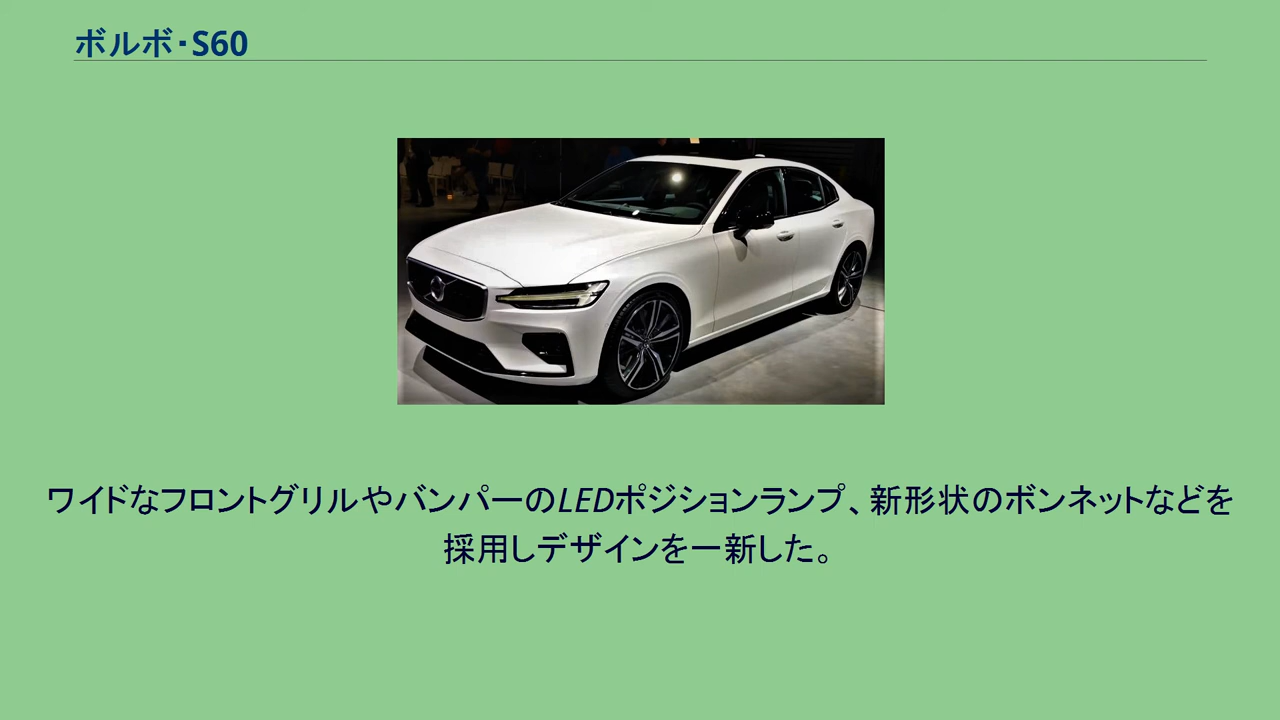 ボルボ・S60
ワイドなフロントグリルやバンパーのLEDポジションランプ、新形状のボンネットなどを
採用しデザインを一新した。